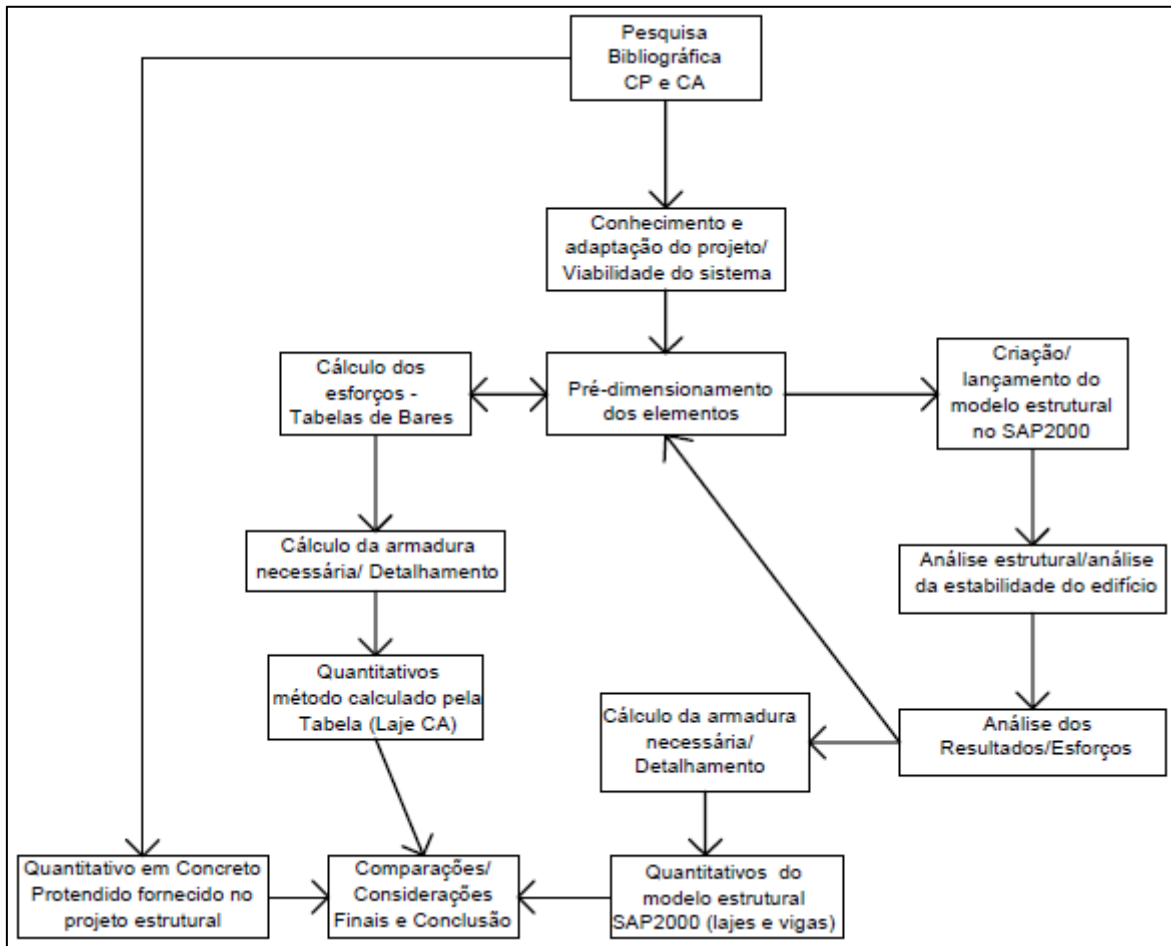 Pesquisa
Bibliográfica
CP e CA
Conhecimento e
adaptação do projeto/
Viabilidade do sistema
Cálculo dos
esforços -
Tabelas de Bares
Pré-dimensionamento
dos elementos
Criação/
lançamento do
modelo estrutural
no SAP2000
Cálculo da armadura
necessária/ Detalhamento
Análise estrutural/análise
da estabilidade do edifício
Quantitativos
método calculado pela
Tabela (Laje CA)
Cálculo da armadura
necessária/
Detalhamento
Análise dos
Resultados/Esforços
Quantitativo em Concreto
Protendido fornecido no
projeto estrutural
Comparações/
Considerações
Finais e Conclusão
Quantitativos do
modelo estrutural
SAP2000 (lajes e vigas)